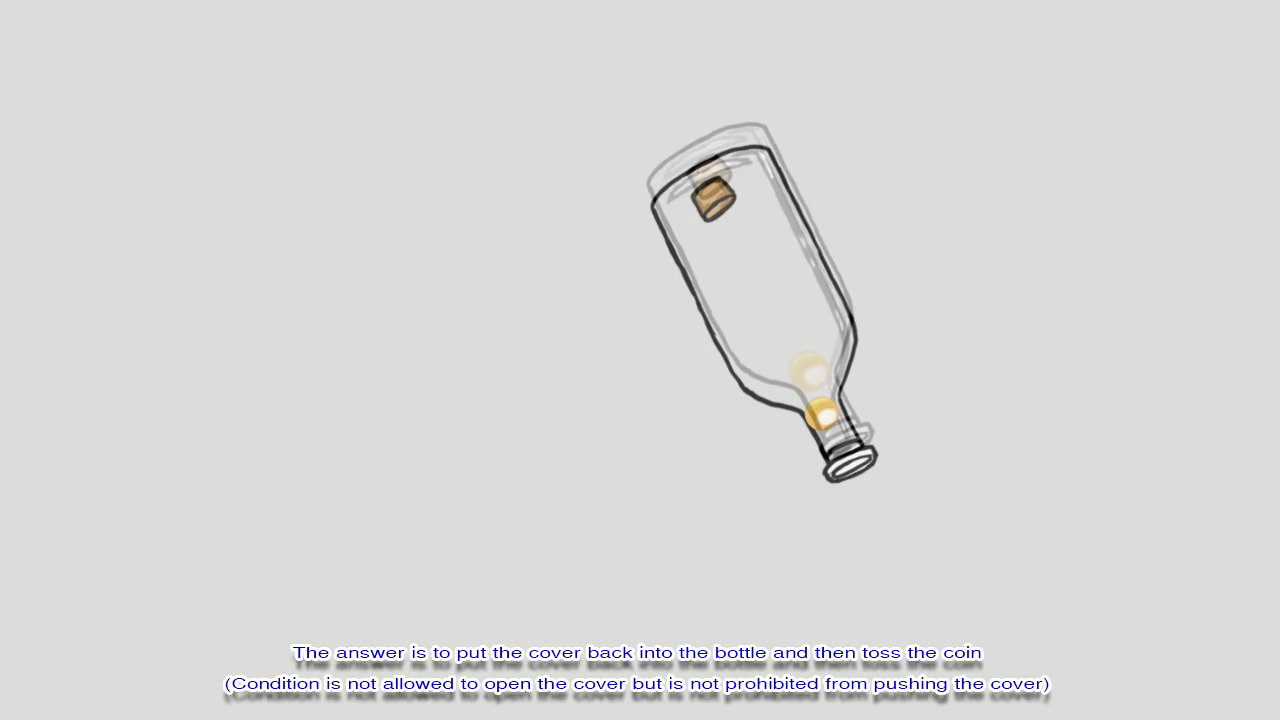 The answer is to put the cover back into the bottle and then toss the coin
(Condition is not allowed to open the cover but is not prohibited from pushing the cover)